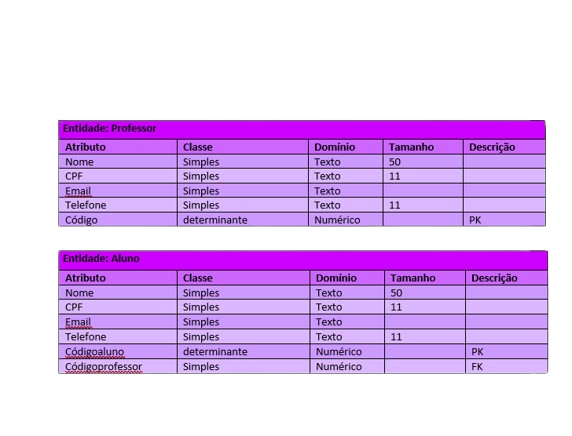 Entidade: Professor
Atributo Classe Domínio Tamanho Descrição
Nome Simples Texto 50
CPF Simples Texto 11
Email Simples Texto
Telefone Simples Texto 11
Código determinante Numérico PK
Entidade: Aluno
Atributo Classe Domínio Tamanho Descrição
Nome Simples Texto 50
CPF Simples Texto 11
Email Simples Texto
Telefone Simples Texto 11
Códigoaluno determinante Numérico PK
Códigoprofessor Simples Numérico FK